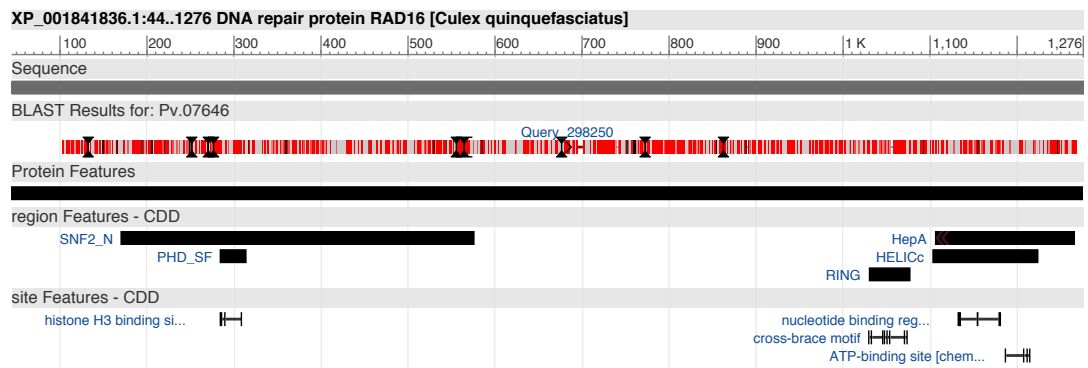 XP_001841836.1:44..1276 DNA repair protein RAD16 [Culex quinquefasciatus]
100 200 300 400 500 600 700 800 900 1 K 1,100 1,276
Sequence
BLAST Results for: Pv.07646
Query_298250
Protein Features
region Features - CDD
SNF2_N HepA
PHD_SF HELICc
RING
site Features - CDD
histone H3 binding si... nucleotide binding reg...
cross-brace motif
ATP-binding site [chem...